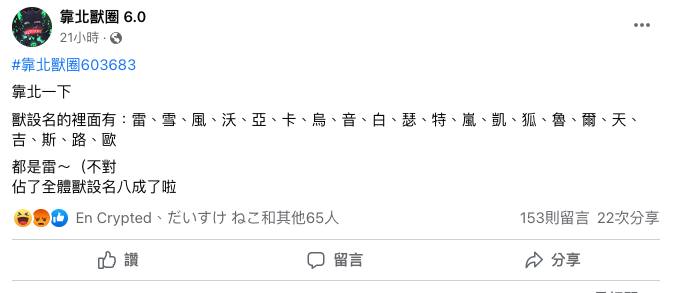 靠北獸圈 6.0
21小時 ·
#靠北獸圈603683
靠北一下
獸設名的裡面有：雷、雪、風、沃、亞、卡、烏、音、白、瑟、特、嵐、凱、狐、魯、爾、天、
吉、斯、路、歐
都是雷～（不對
佔了全體獸設名八成了啦
En Crypted、だいすけ ねこ和其他65人
153則留言 22次分享
讚 留言 分享